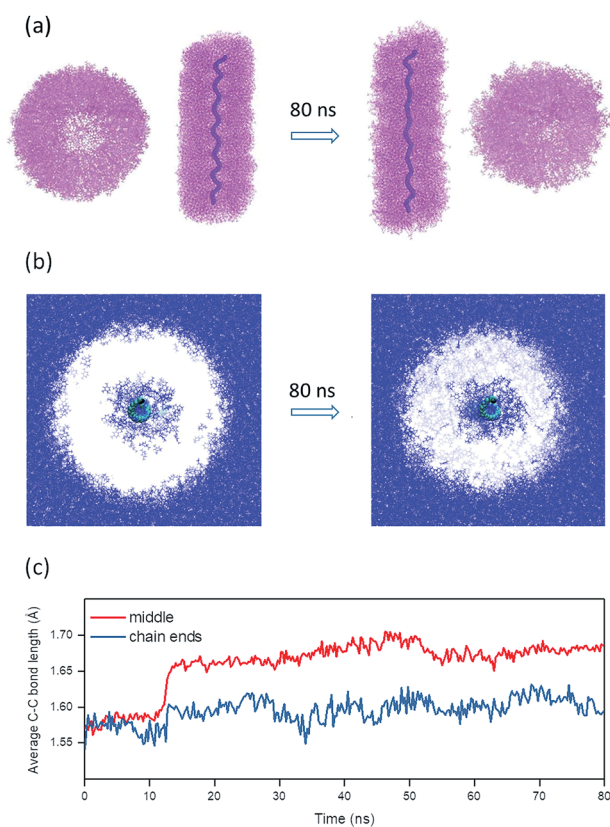 (a)
80 ns
(b)
80 ns
(c)
Average C-C bond length (Å)
1.70
1.65
1.60
1.55
middle
chain ends
0 10 20 30 40 50 60 70 80
Time (ns)